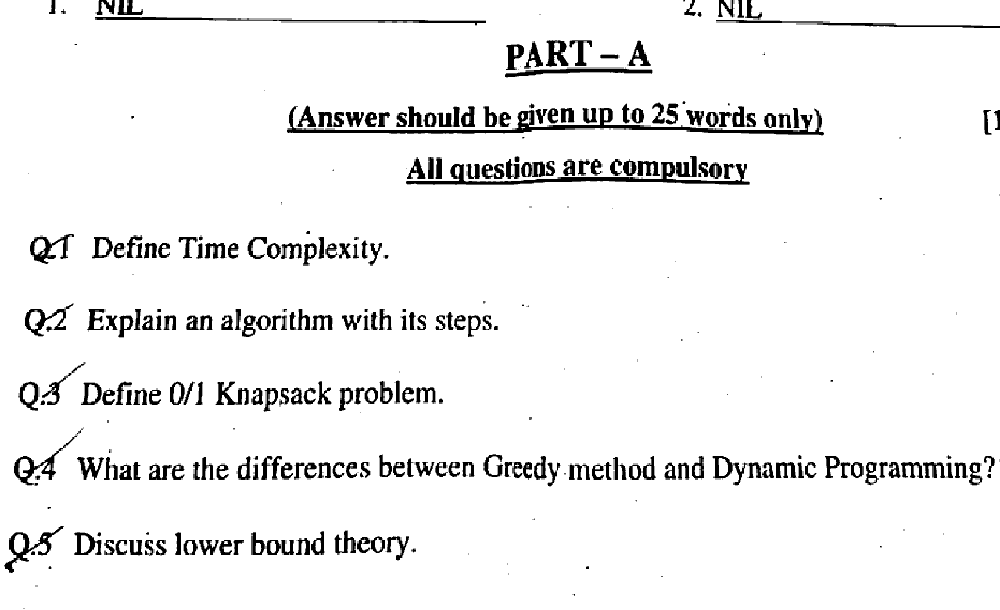 1. NIL 2. NIL
PART – A
(Answer should be given up to 25 words only) [1
All questions are compulsory
Q.1 Define Time Complexity.
Q.2 Explain an algorithm with its steps.
Q.3 Define 0/1 Knapsack problem.
Q.4 What are the differences between Greedy method and Dynamic Programming?
Q.5 Discuss lower bound theory.